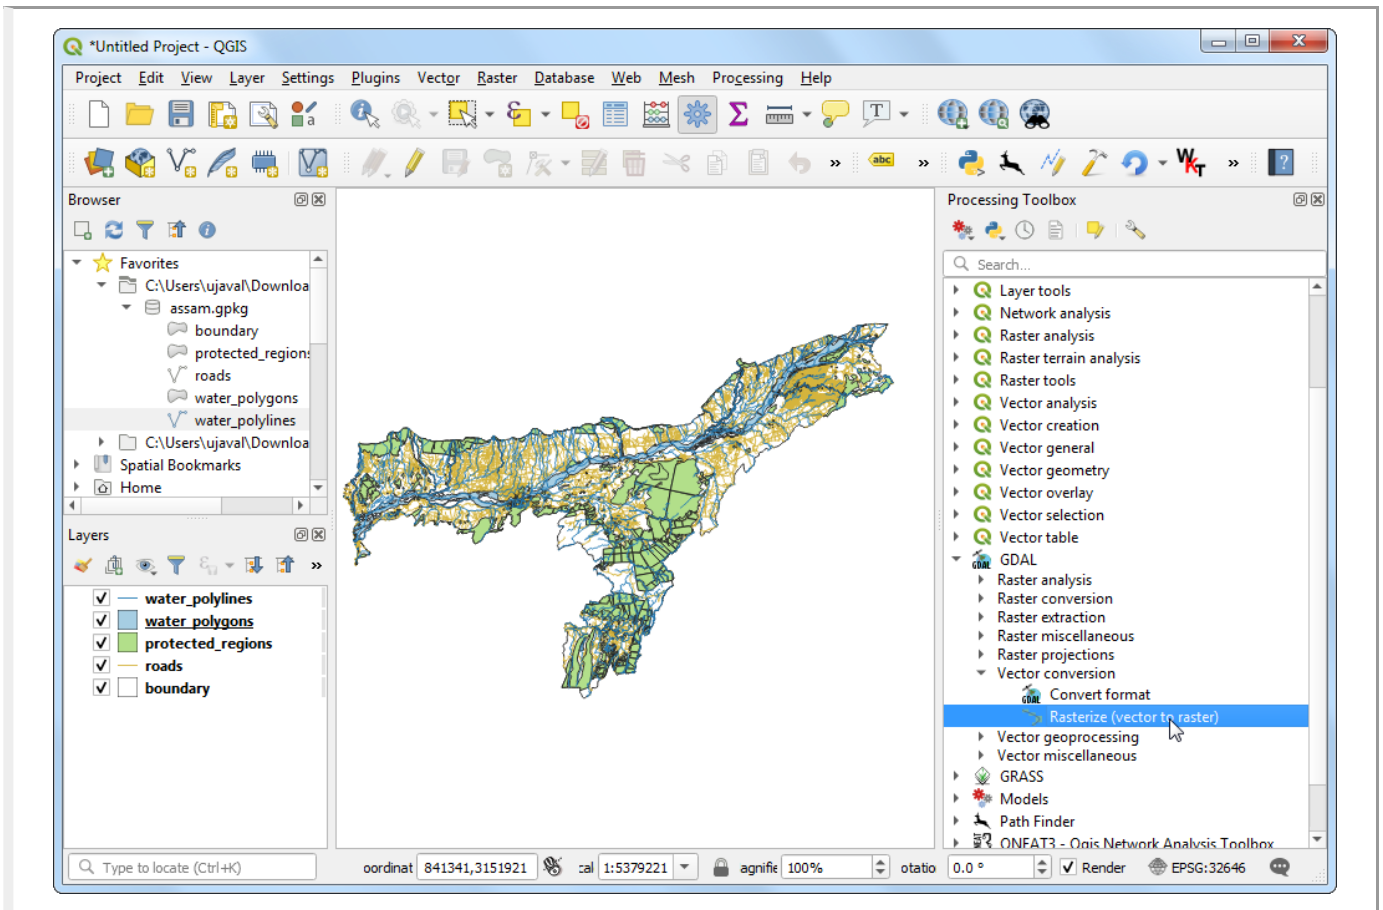 *Untitled Project - QGIS
Project Edit View Layer Settings Plugins Vector Raster Database Web Mesh Processing Help
a
T
abc
»
»
WKT
»
?
Browser
Favorites
C:\Users\ujaval\Downloa
assam.gpkg
boundary
protected_regions
roads
water_polygons
water_polylines
C:\Users\ujaval\Downloa
Spatial Bookmarks
Home
Layers
»
water_polylines
water_polygons
protected_regions
roads
boundary
Processing Toolbox
Search...
Layer tools
Network analysis
Raster analysis
Raster terrain analysis
Raster tools
Vector analysis
Vector creation
Vector general
Vector geometry
Vector overlay
Vector selection
Vector table
GDAL
Raster analysis
Raster conversion
Raster extraction
Raster miscellaneous
Raster projections
Vector conversion
Convert format
Rasterize (vector to raster)
Vector geoprocessing
Vector miscellaneous
GRASS
Models
Path Finder
QNEAT3 - Qgis Network Analysis Toolbox
Type to locate (Ctrl+K)
oordinat 841341,3151921 :al 1:5379221 agnifie 100% otatio 0.0 ° Render EPSG:32646